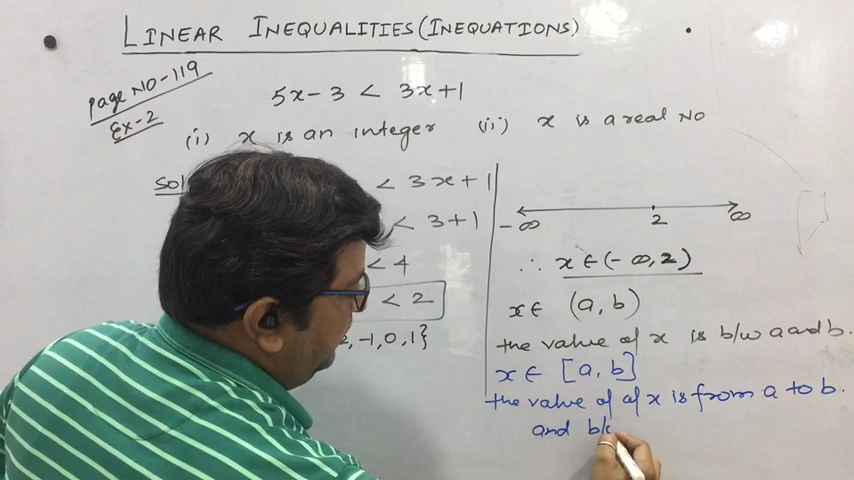 LINEAR INEQUALITIES (INEQUATIONS)
Page NO-119
Ex-2
5x-3 < 3x+1
(i) x is an integer (ii) x is a real NO
Sol
< 3x+1
< 3+1
< 4
< 2
, -1, 0, 1}
-∞ 2 ∞
∴ x ∈ (-∞, 2)
x ∈ (a, b)
the value of x is b/w a and b.
x ∈ [a, b]
the value of of x is from a to b.
and b/